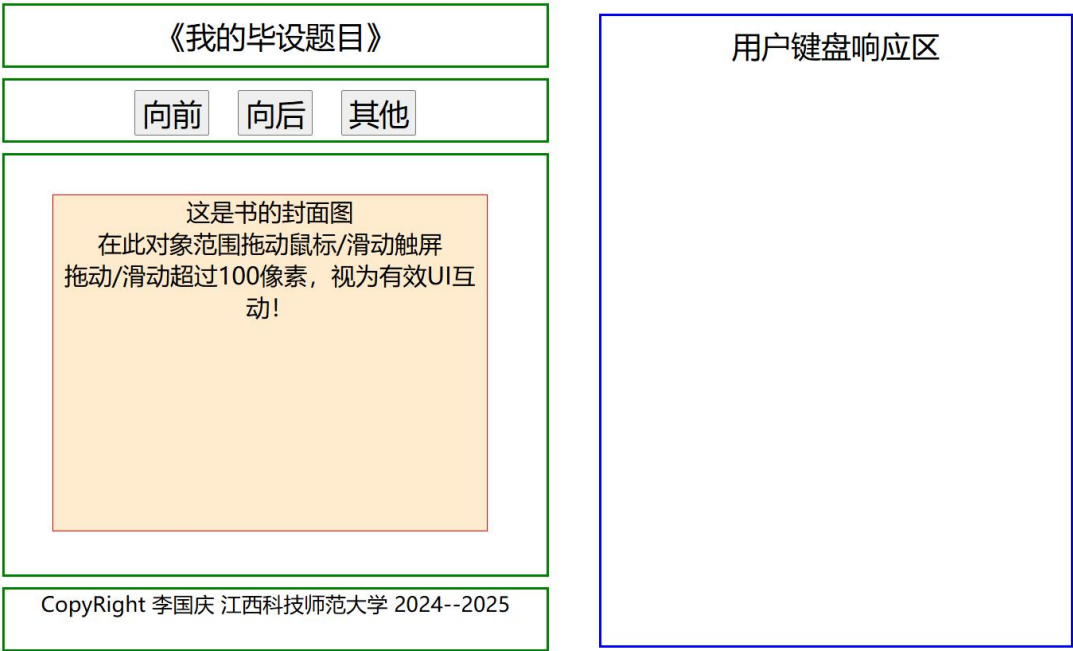 《我的毕设题目》
向前 向后 其他
这是书的封面图
在此对象范围拖动鼠标/滑动触屏
拖动/滑动超过100像素，视为有效UI互
动！
CopyRight 李国庆 江西科技师范大学 2024--2025
用户键盘响应区